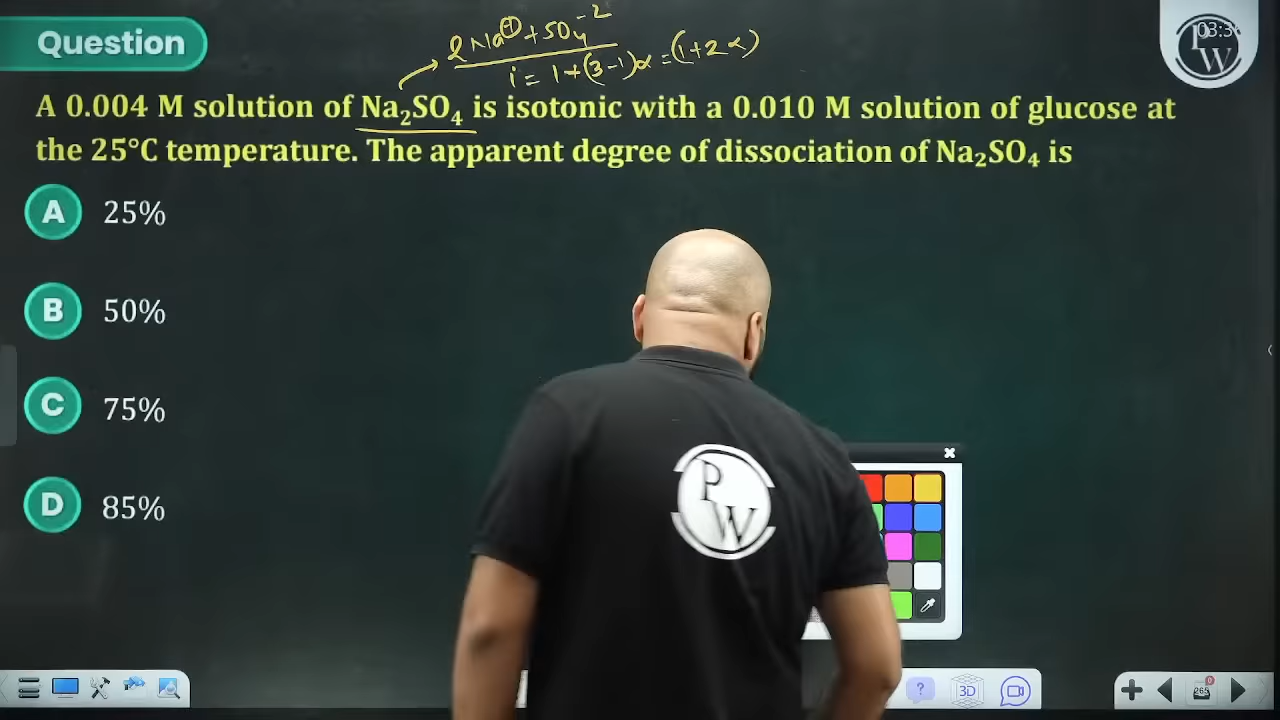 Question
2Na⊕ + SO₄⁻²
i = 1+(3-1)α = (1+2α)
A 0.004 M solution of Na₂SO₄ is isotonic with a 0.010 M solution of glucose at
the 25°C temperature. The apparent degree of dissociation of Na₂SO₄ is
A 25%
B 50%
C 75%
D 85%
P
W
P
W
3D
265